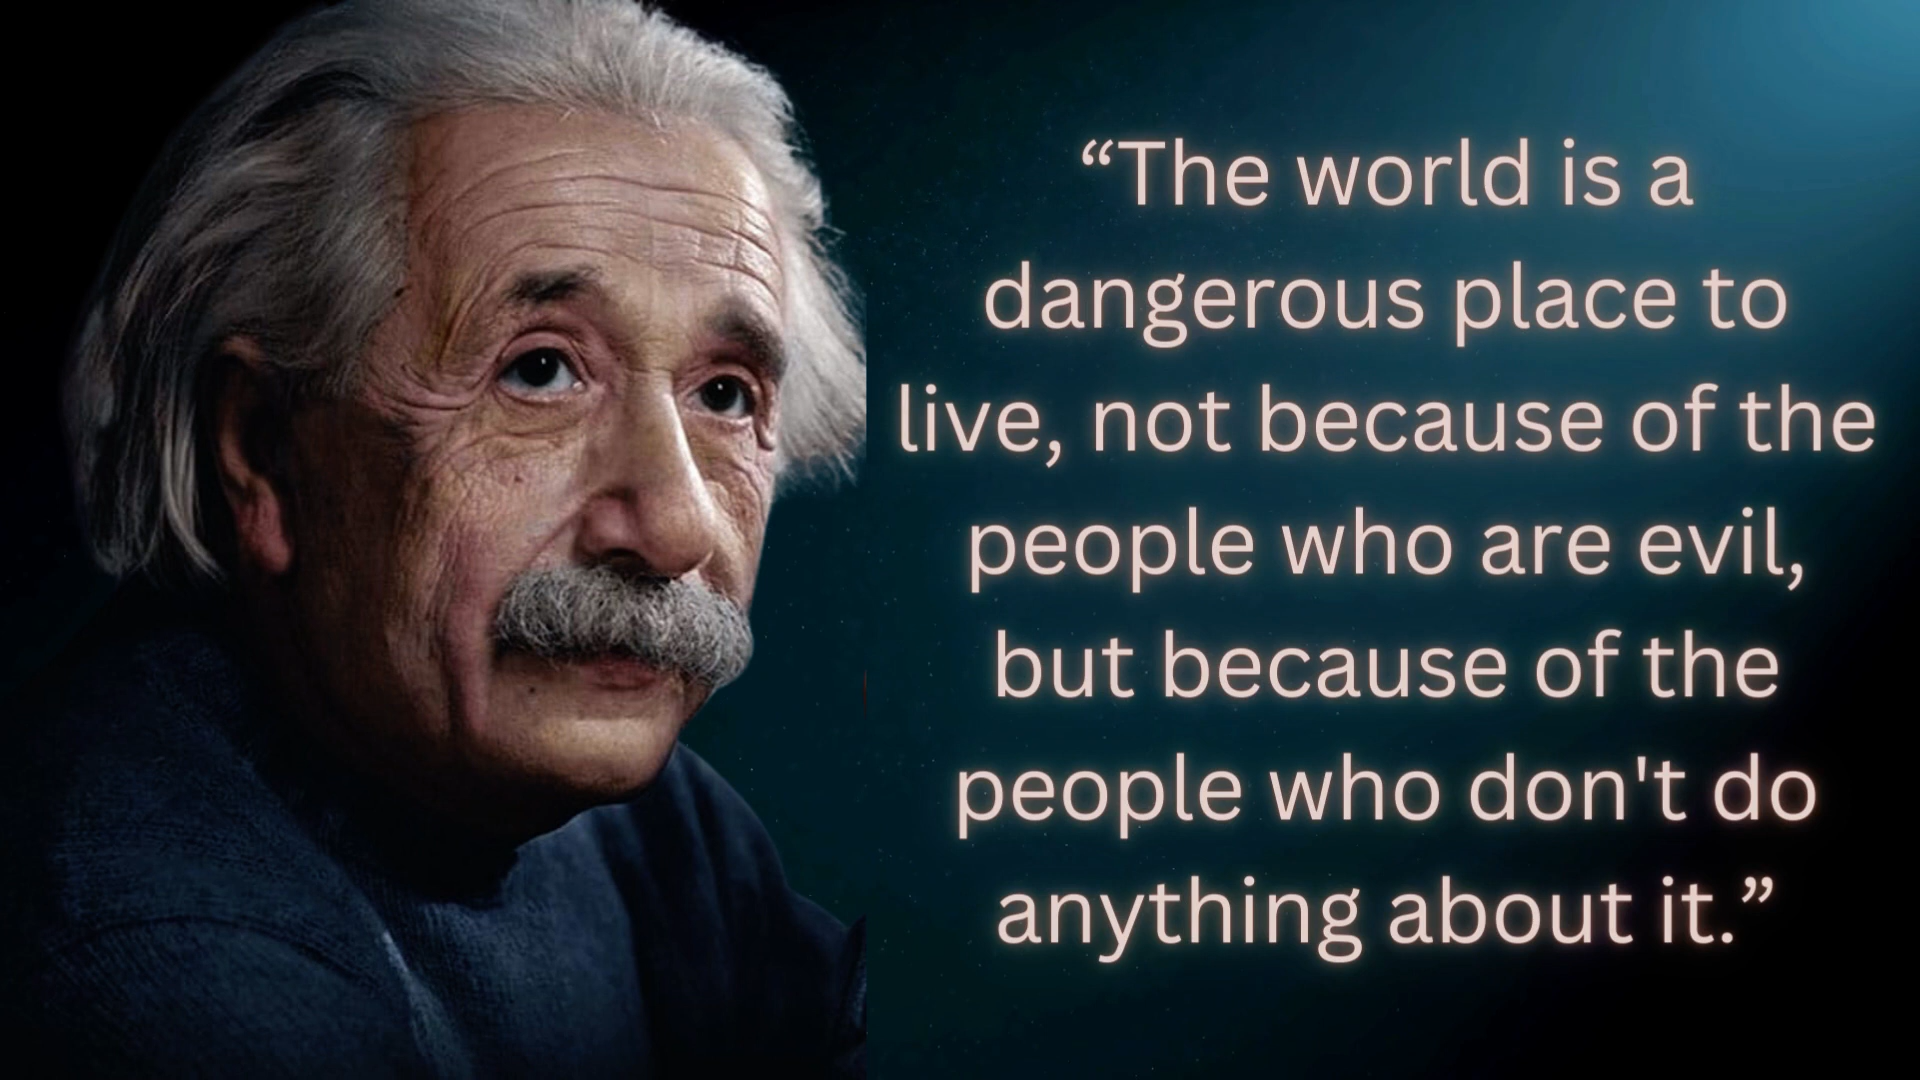 “The world is a
dangerous place to
live, not because of the
people who are evil,
but because of the
people who don't do
anything about it.”